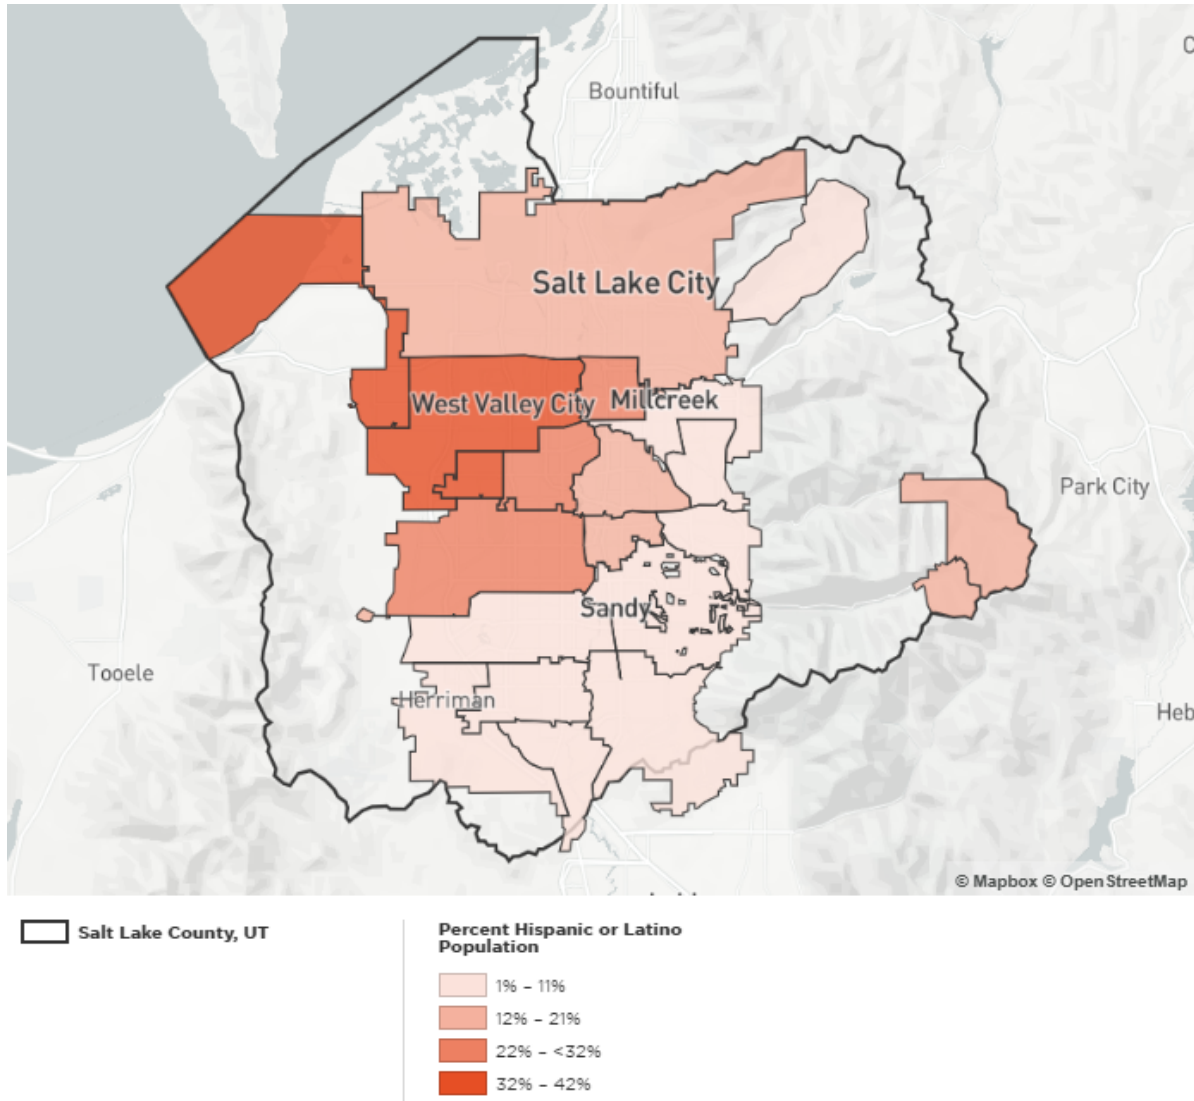 Bountiful
Salt Lake City
West Valley City
Millcreek
Park City
Sandy
Tooele
Herriman
Heb
© Mapbox © OpenStreetMap
Salt Lake County, UT
Percent Hispanic or Latino
Population
1% – 11%
12% – 21%
22% – <32%
32% – 42%